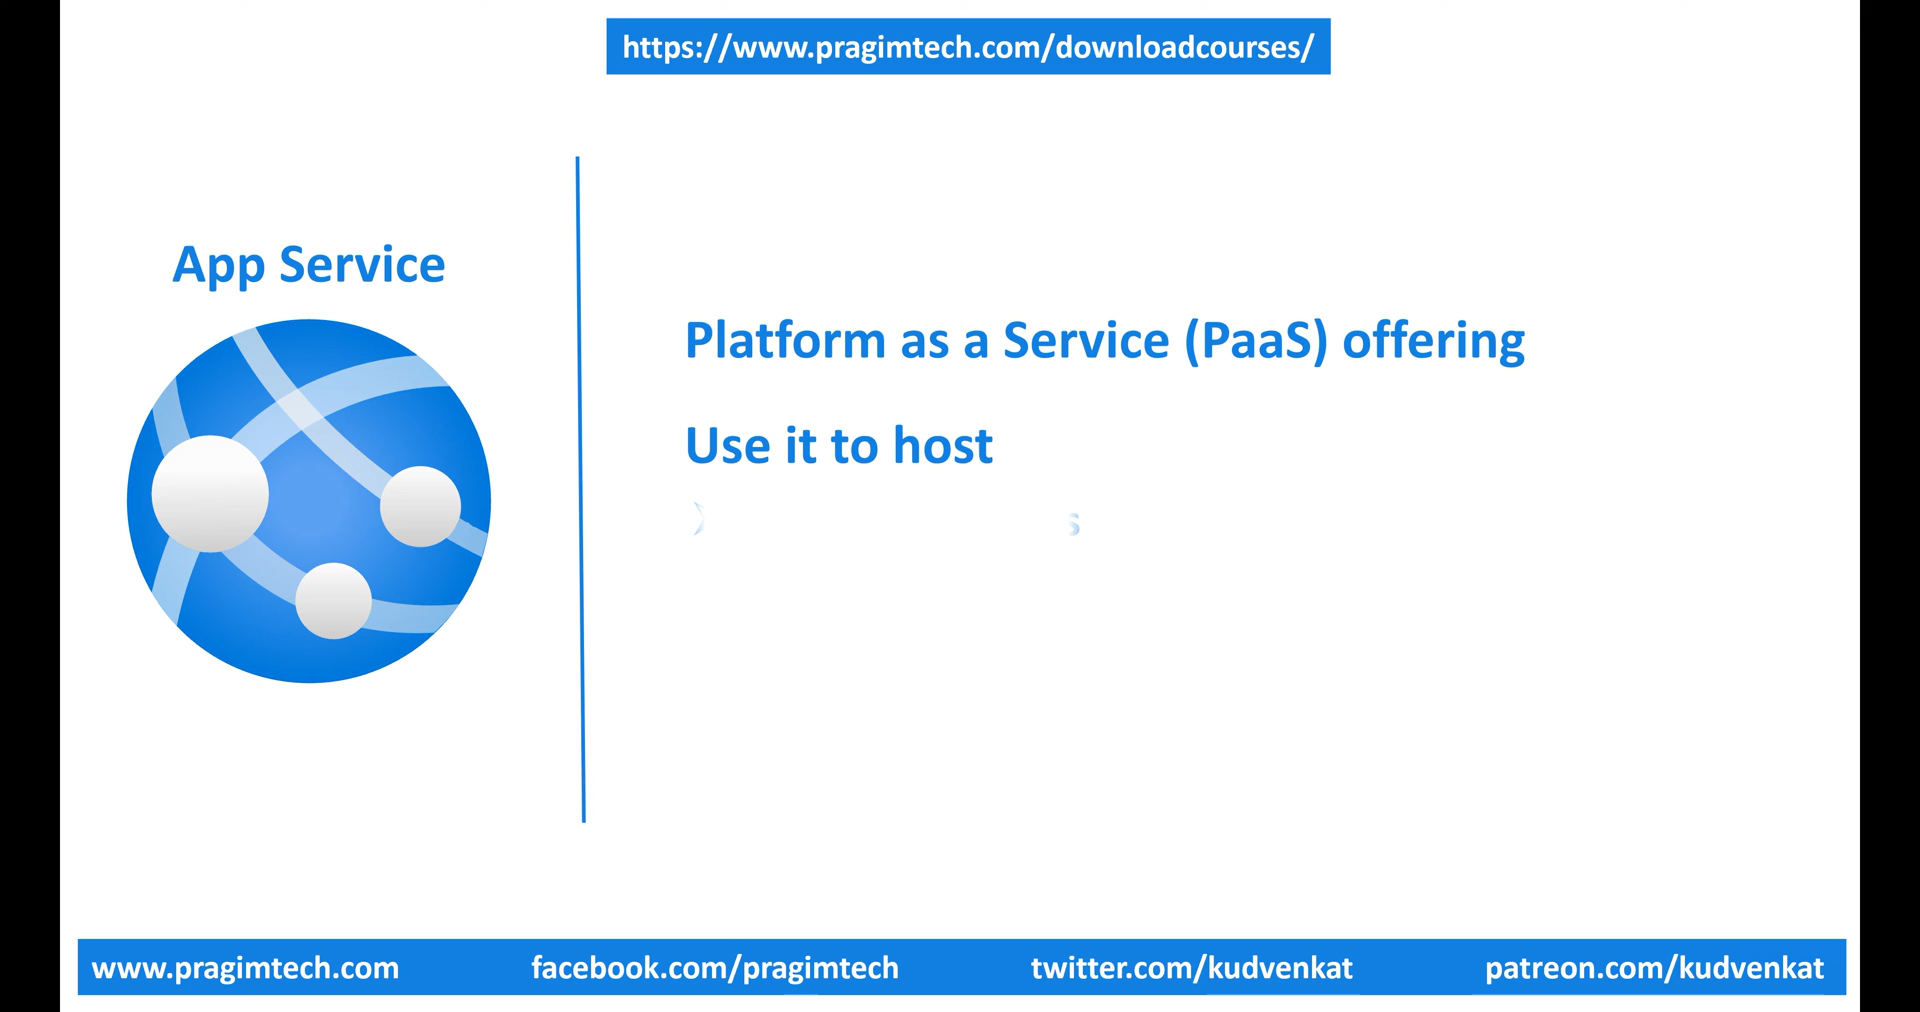 https://www.pragimtech.com/downloadcourses/
App Service
Platform as a Service (PaaS) offering
Use it to host
www.pragimtech.com facebook.com/pragimtech twitter.com/kudvenkat patreon.com/kudvenkat